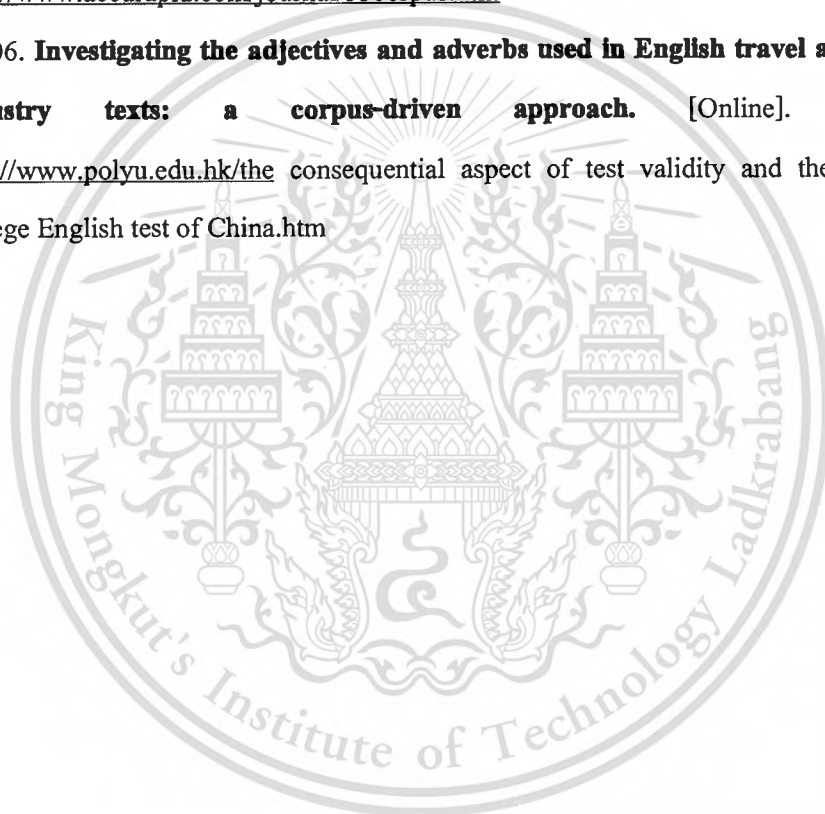 06. Investigating the adjectives and adverbs used in English travel a
stry texts: a corpus-driven approach. [Online].
//www.polyu.edu.hk/the consequential aspect of test validity and the
ege English test of China.htm
King Mongkut's Institute of Technology Ladkrabang